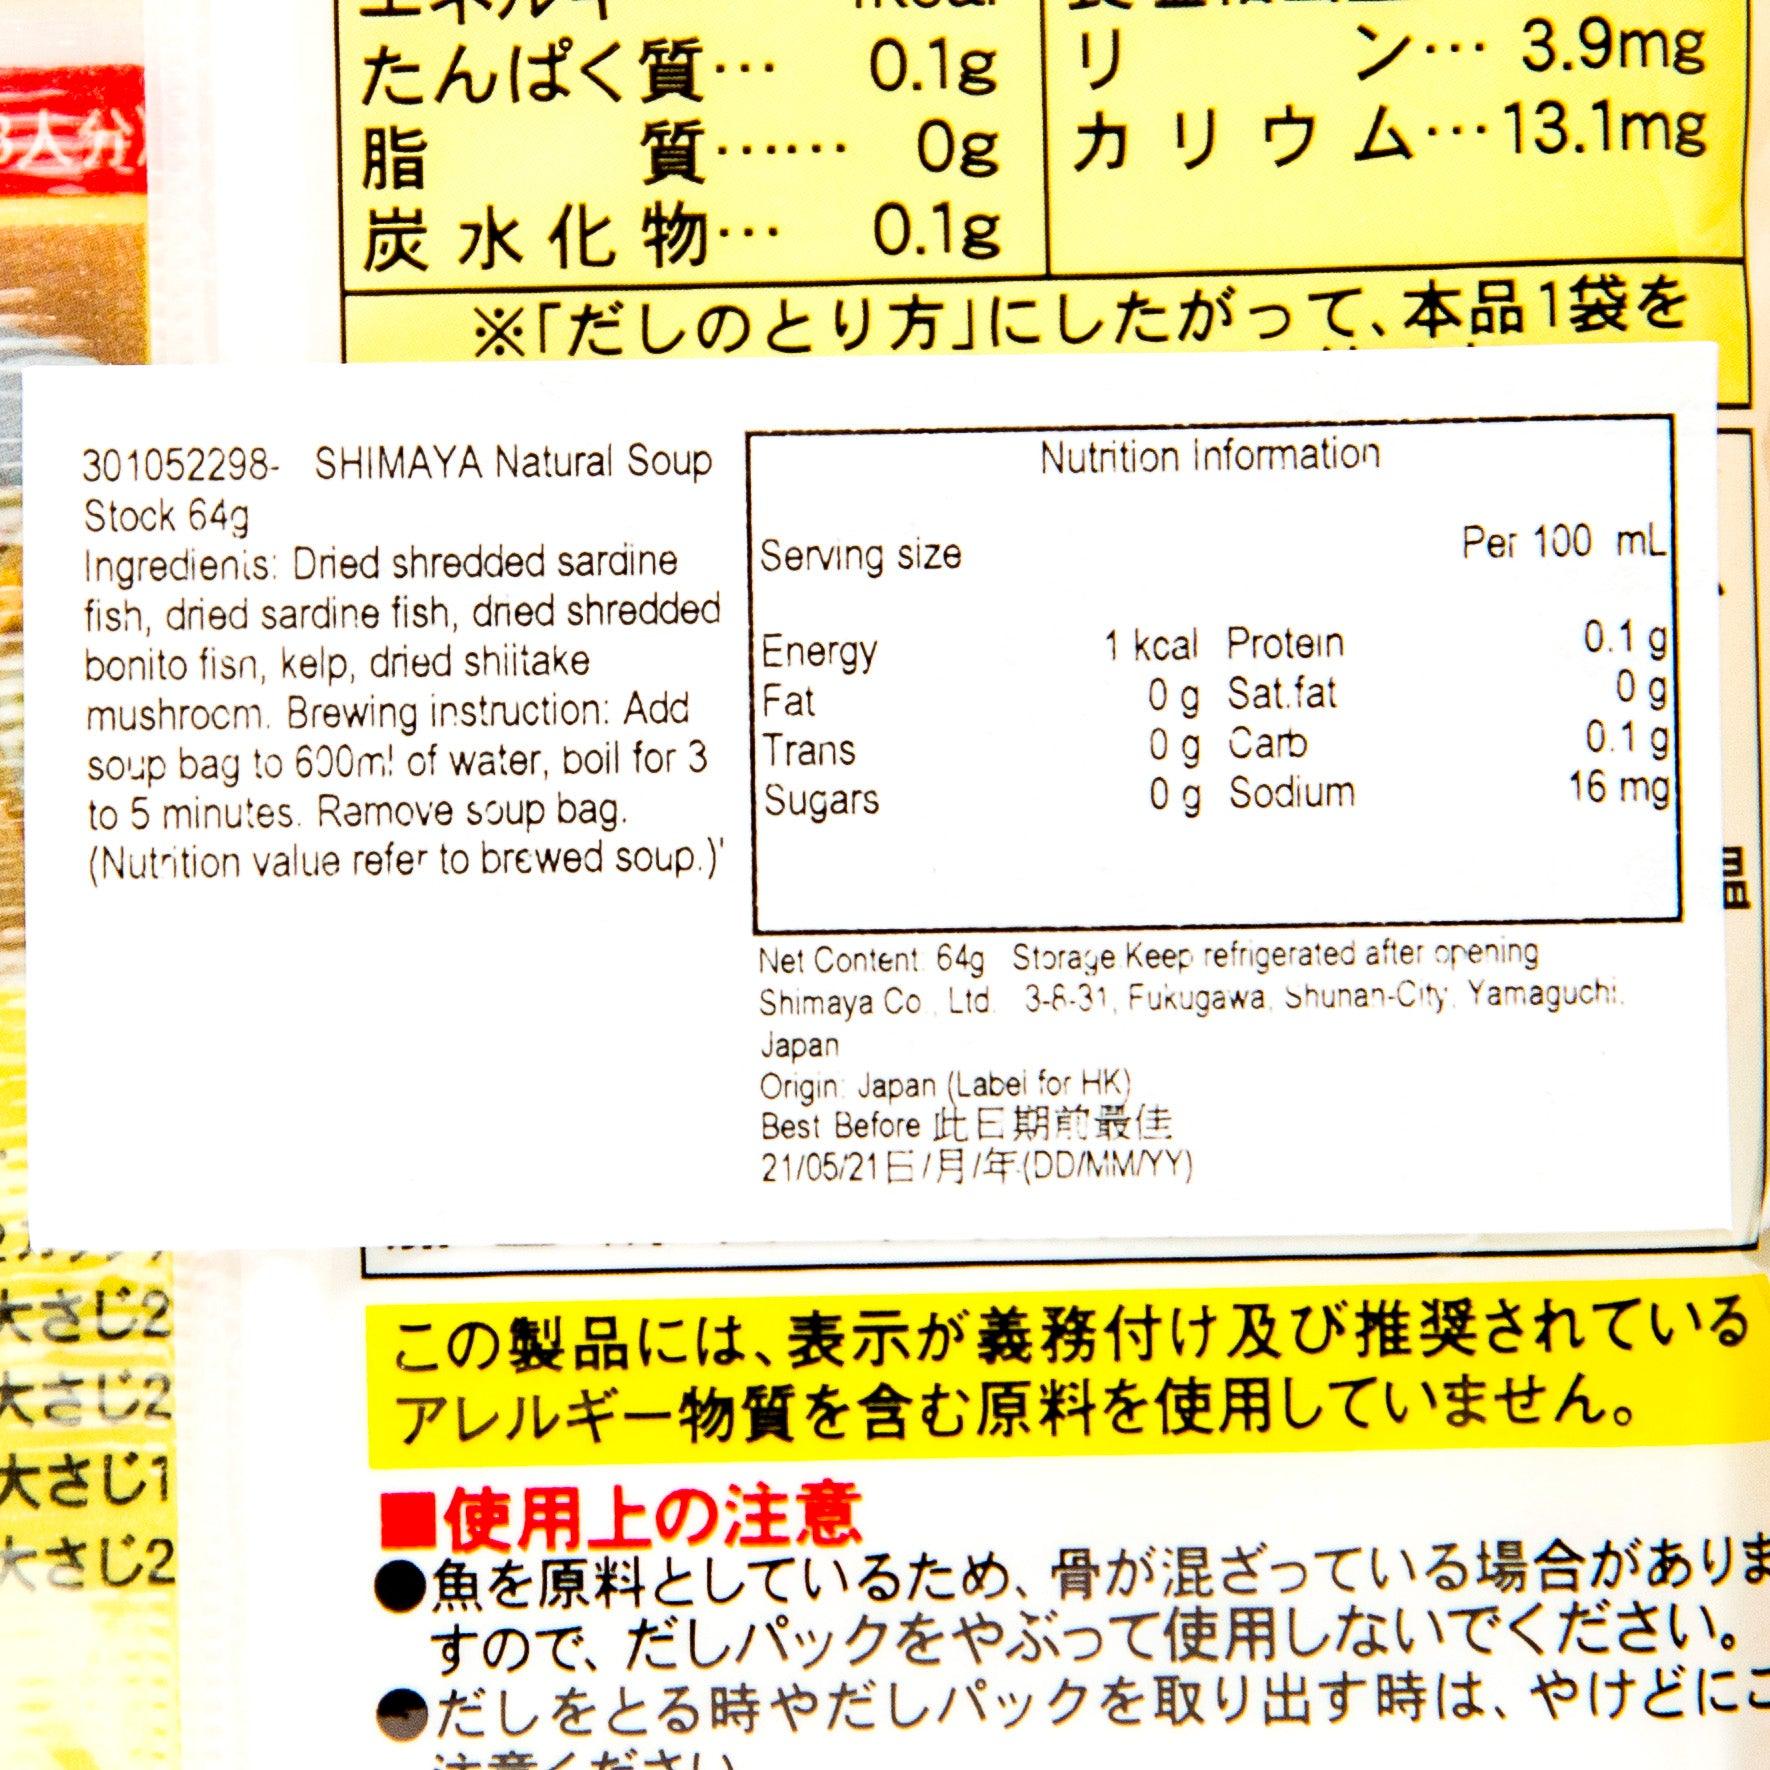 たんぱく質… 0.1g
脂質…… 0g
炭水化物… 0.1g
リン… 3.9mg
カリウム…13.1mg
※「だしのとり方」にしたがって、本品1袋を
301052298- SHIMAYA Natural Soup
Stock 64g
Ingredients: Dried shredded sardine
fish, dried sardine fish, dried shredded
bonito fish, kelp, dried shiitake
mushroom. Brewing instruction: Add
soup bag to 600ml of water, boil for 3
to 5 minutes. Remove soup bag.
(Nutrition value refer to brewed soup.)'
Nutrition Information
Serving size Per 100 mL
Energy 1 kcal Protein 0.1 g
Fat 0 g Sat.fat 0 g
Trans 0 g Carb 0.1 g
Sugars 0 g Sodium 16 mg
Net Content. 64g Storage:Keep refrigerated after opening
Shimaya Co., Ltd. 3-8-31, Fukugawa, Shunan-City, Yamaguchi,
Japan
Origin: Japan (Label for HK)
Best Before 此日期前最佳
21/05/21日/月/年(DD/MM/YY)
この製品には、表示が義務付け及び推奨されている
アレルギー物質を含む原料を使用していません。
■使用上の注意
●魚を原料としているため、骨が混ざっている場合がありま
すので、だしパックをやぶって使用しないでください。
●だしをとる時やだしパックを取り出す時は、やけどにご
注意ください
人分
大さじ2
大さじ2
大さじ1
大さじ2